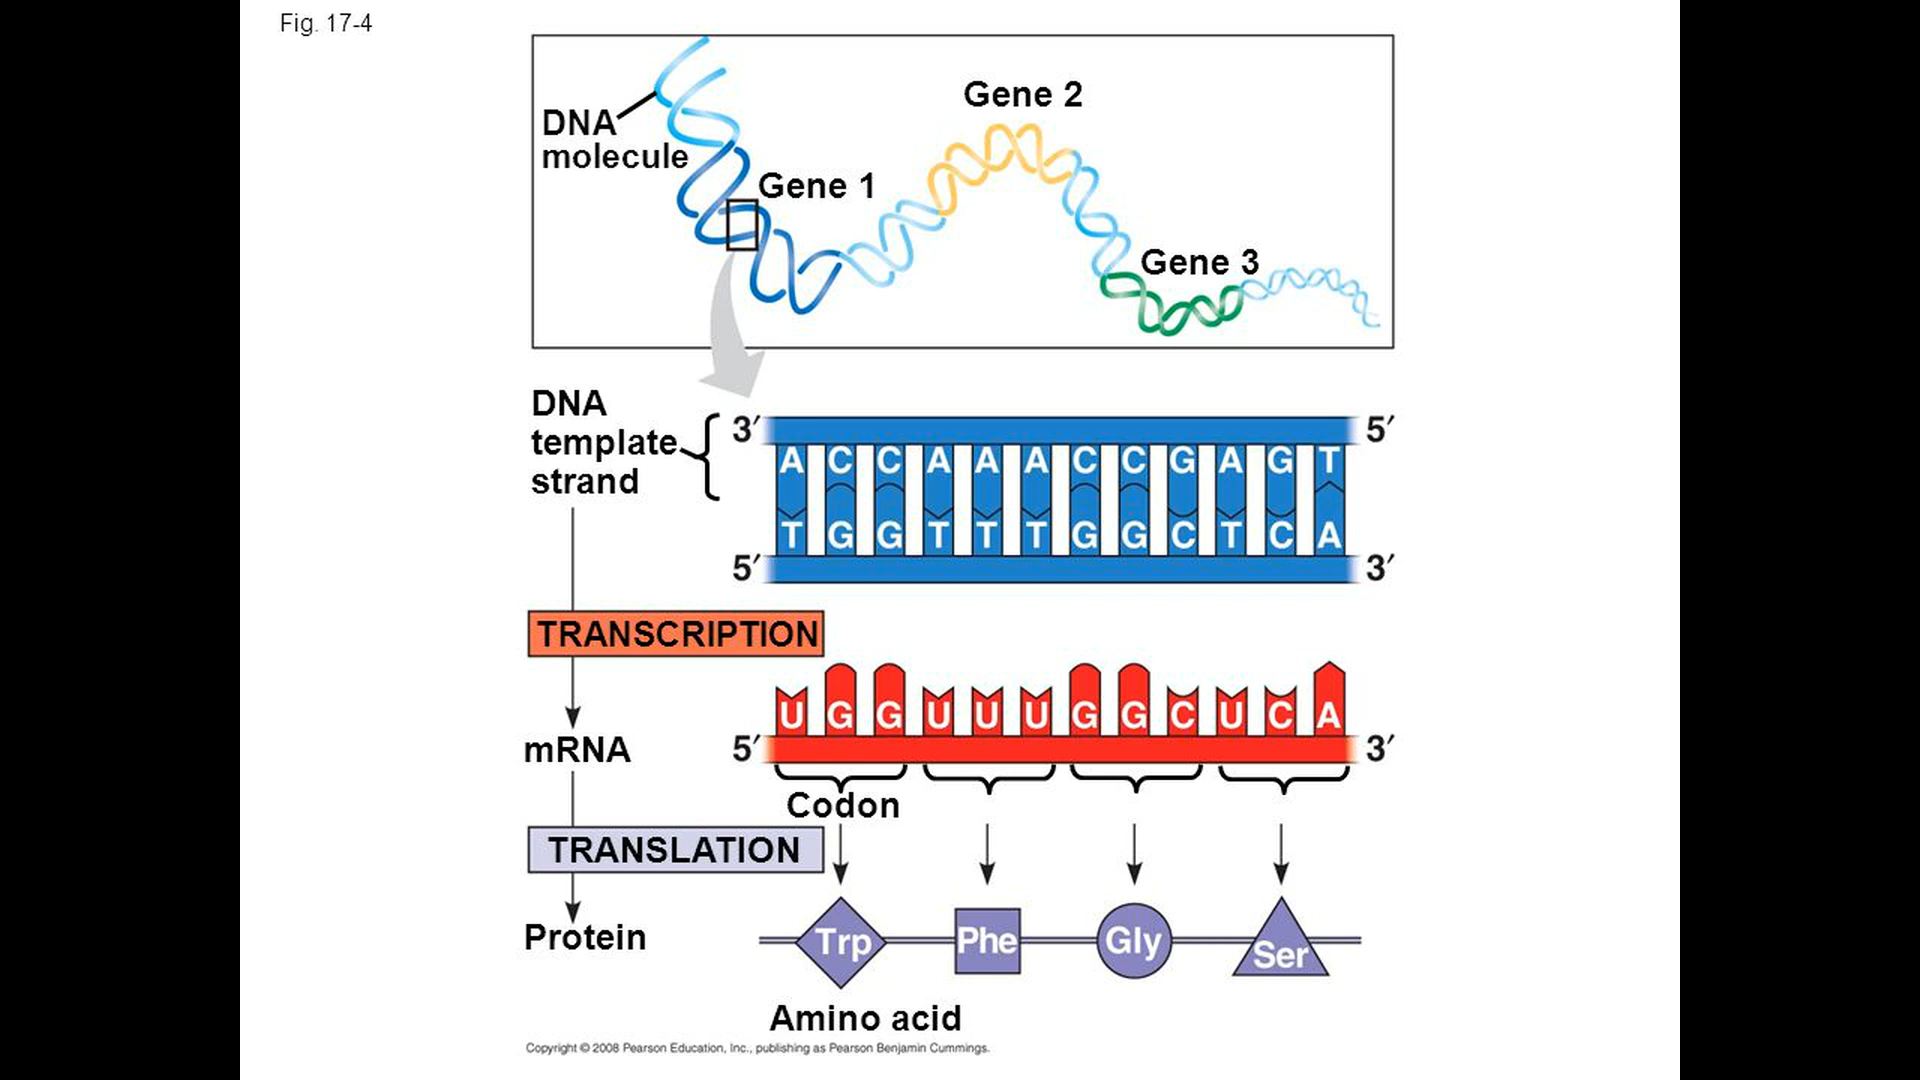 Fig. 17-4
Gene 2
DNA
molecule
Gene 1
Gene 3
DNA
template
strand
3′ 5′
A C C A A A C C G A G T
T G G T T T G G C T C A
5′ 3′
TRANSCRIPTION
U G G U U U G G C U C A
mRNA 5′ 3′
Codon
TRANSLATION
Protein
Trp Phe Gly Ser
Amino acid
Copyright © 2008 Pearson Education, Inc., publishing as Pearson Benjamin Cummings.